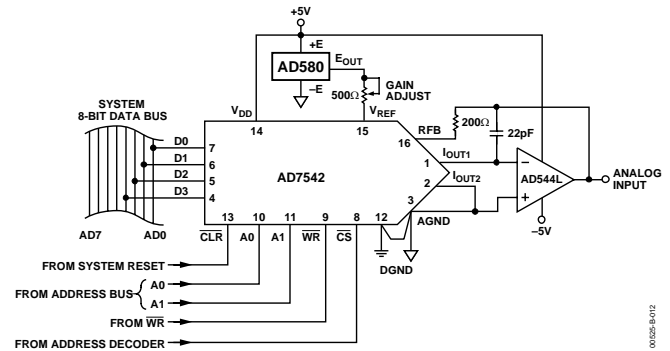 +5V
+E
AD580
EOUT
–E
500Ω
GAIN
ADJUST
SYSTEM
8-BIT DATA BUS
VDD
VREF
200Ω
RFB
22pF
14
15
16
D0
7
D1
6
D2
5
D3
4
AD7542
1
IOUT1
2
IOUT2
3
AGND
–
+
AD544L
ANALOG
INPUT
–5V
AD7
AD0
13
10
11
9
8
12
CLR
A0
A1
WR
CS
DGND
FROM SYSTEM RESET
FROM ADDRESS BUS
A0
A1
FROM WR
FROM ADDRESS DECODER
00525-B-012